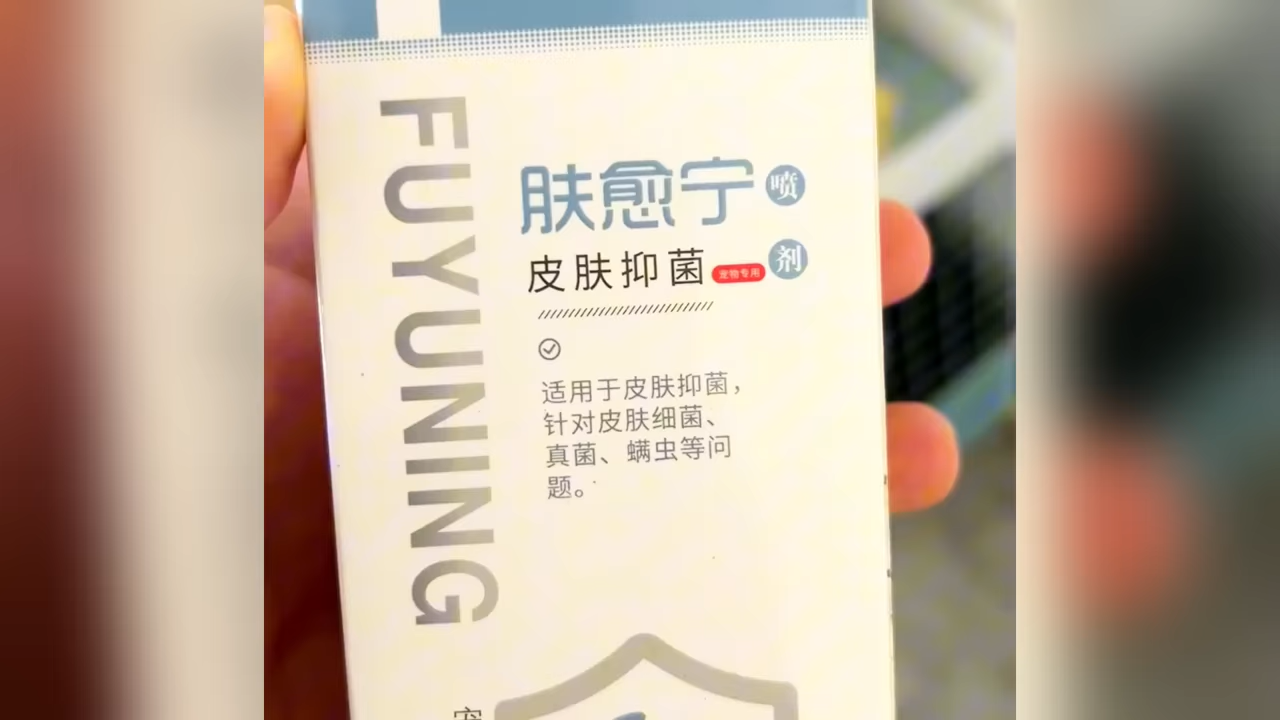 FUYUNING
肤愈宁
喷剂
皮肤抑菌
宠物专用
适用于皮肤抑菌，
针对皮肤细菌、
真菌、螨虫等问
题。